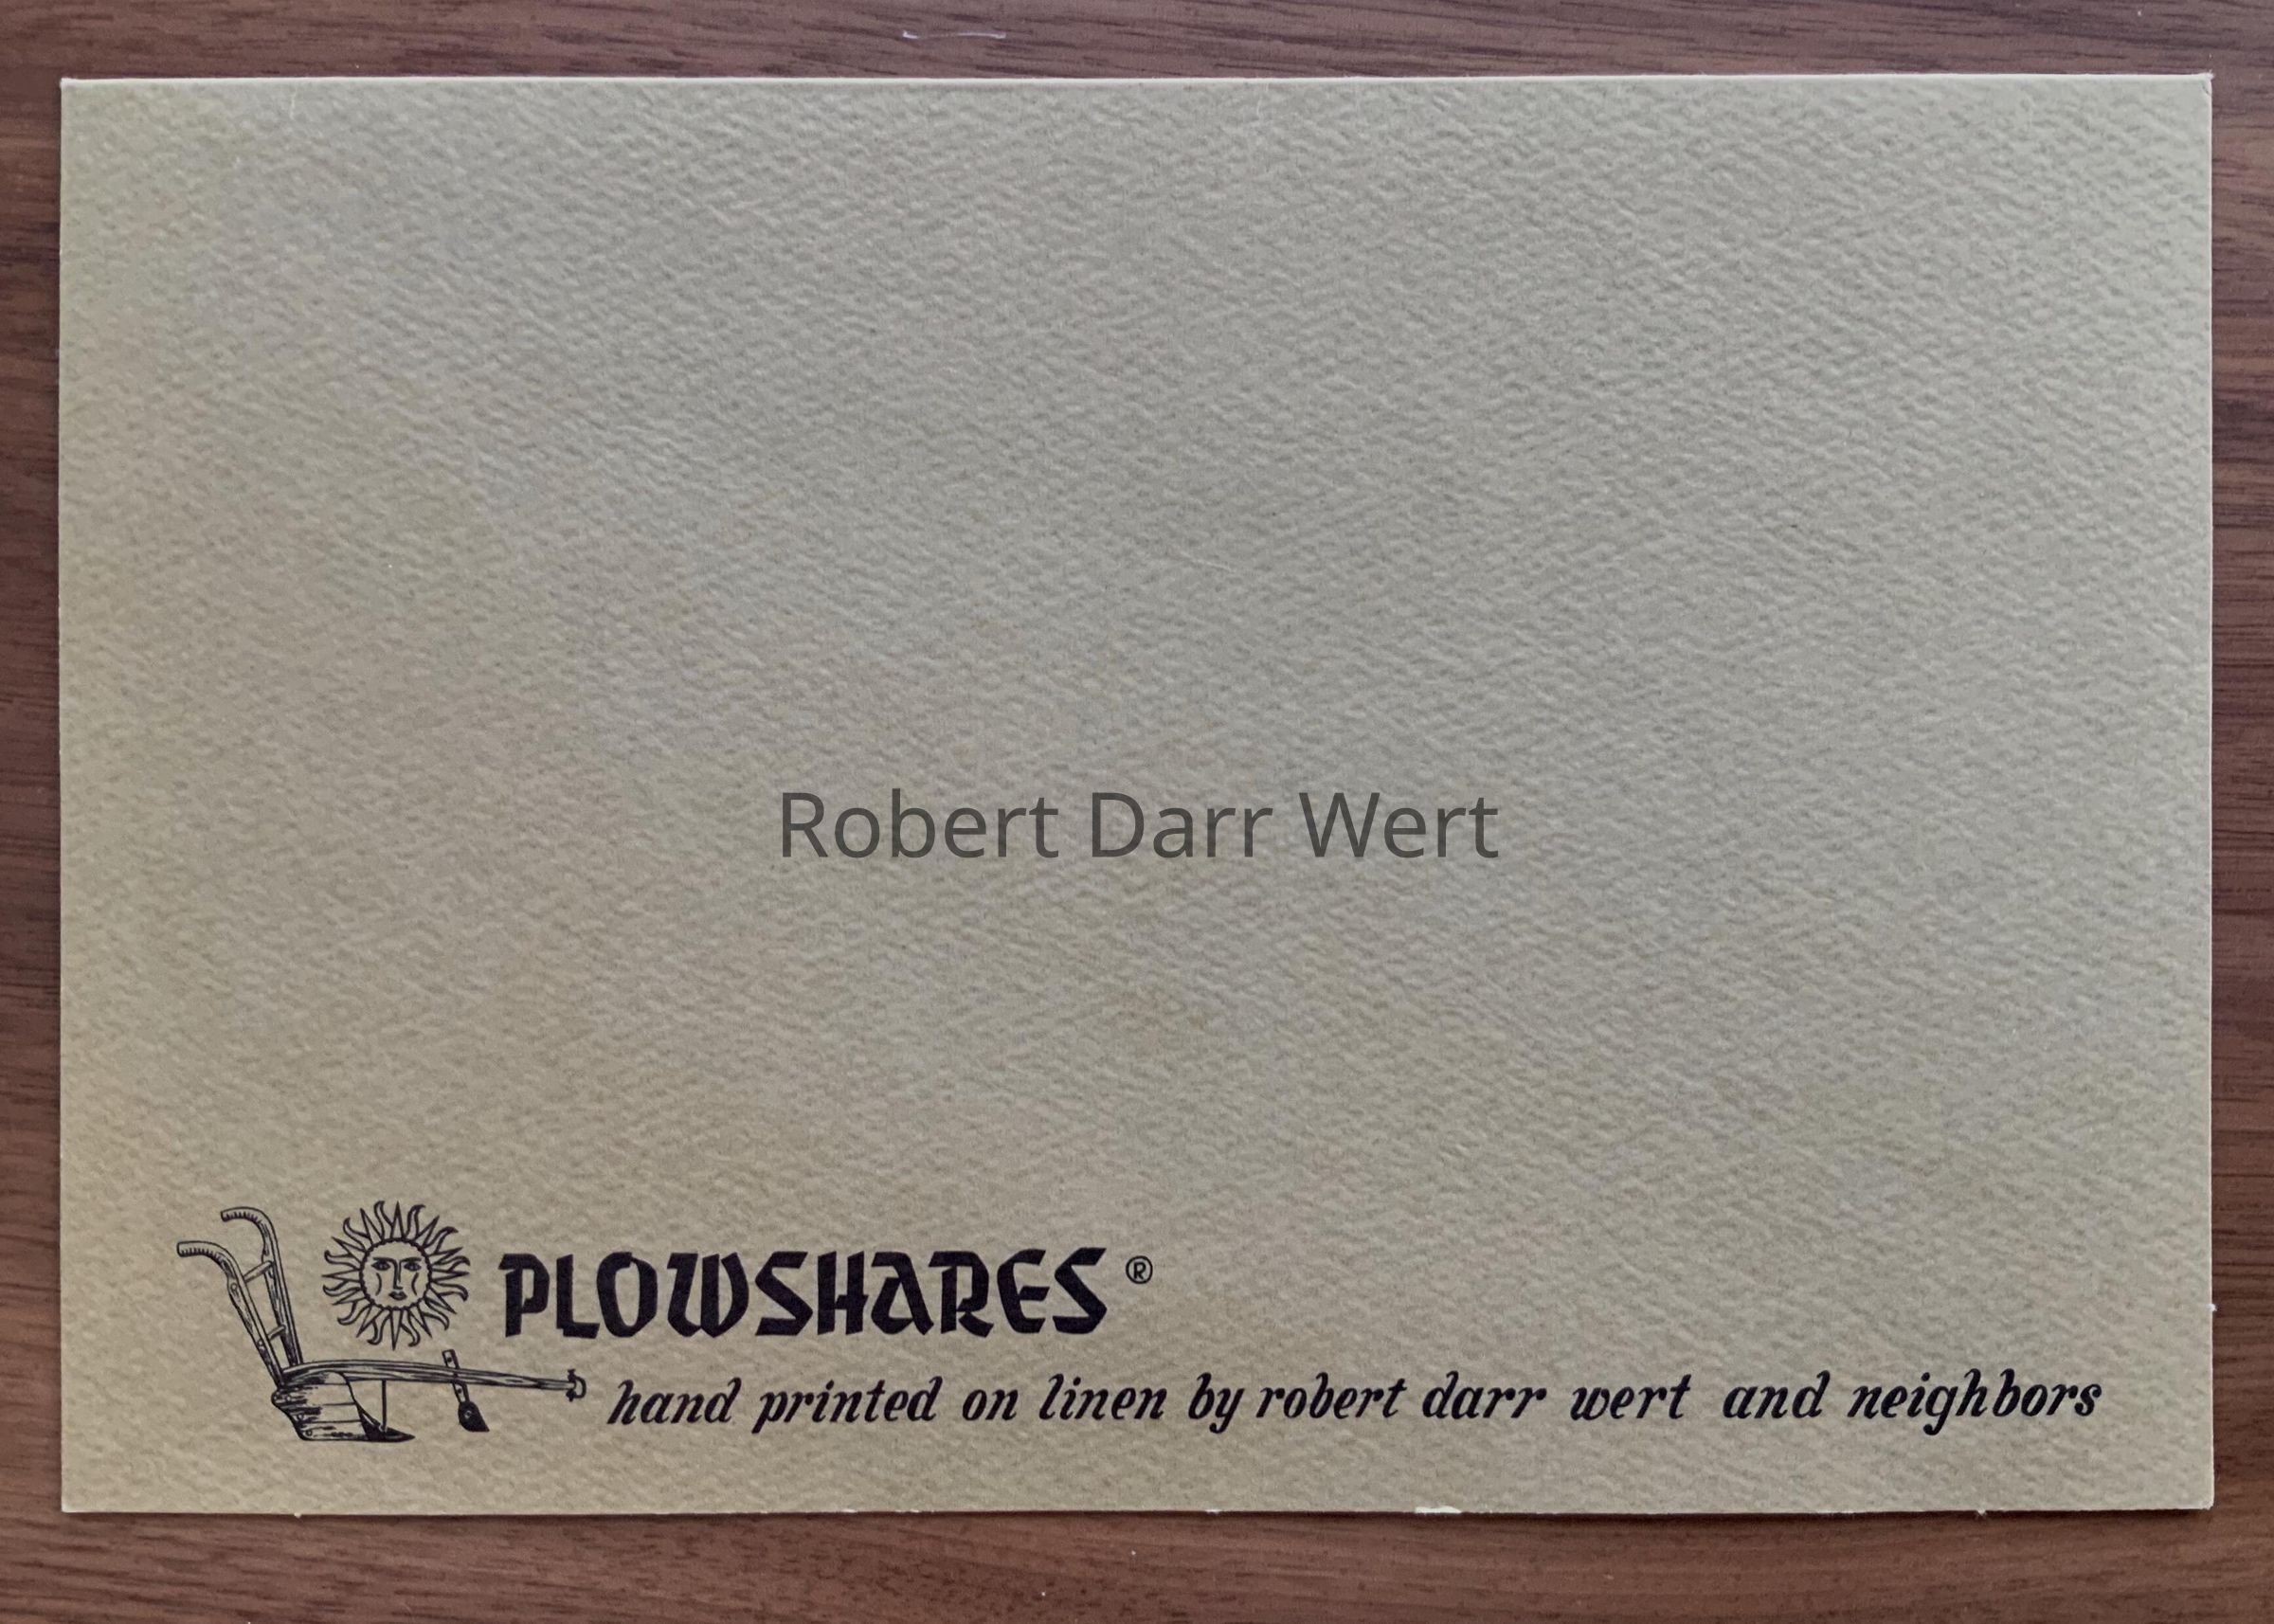 Robert Darr Wert
PLOWSHARES ®
hand printed on linen by robert darr wert and neighbors